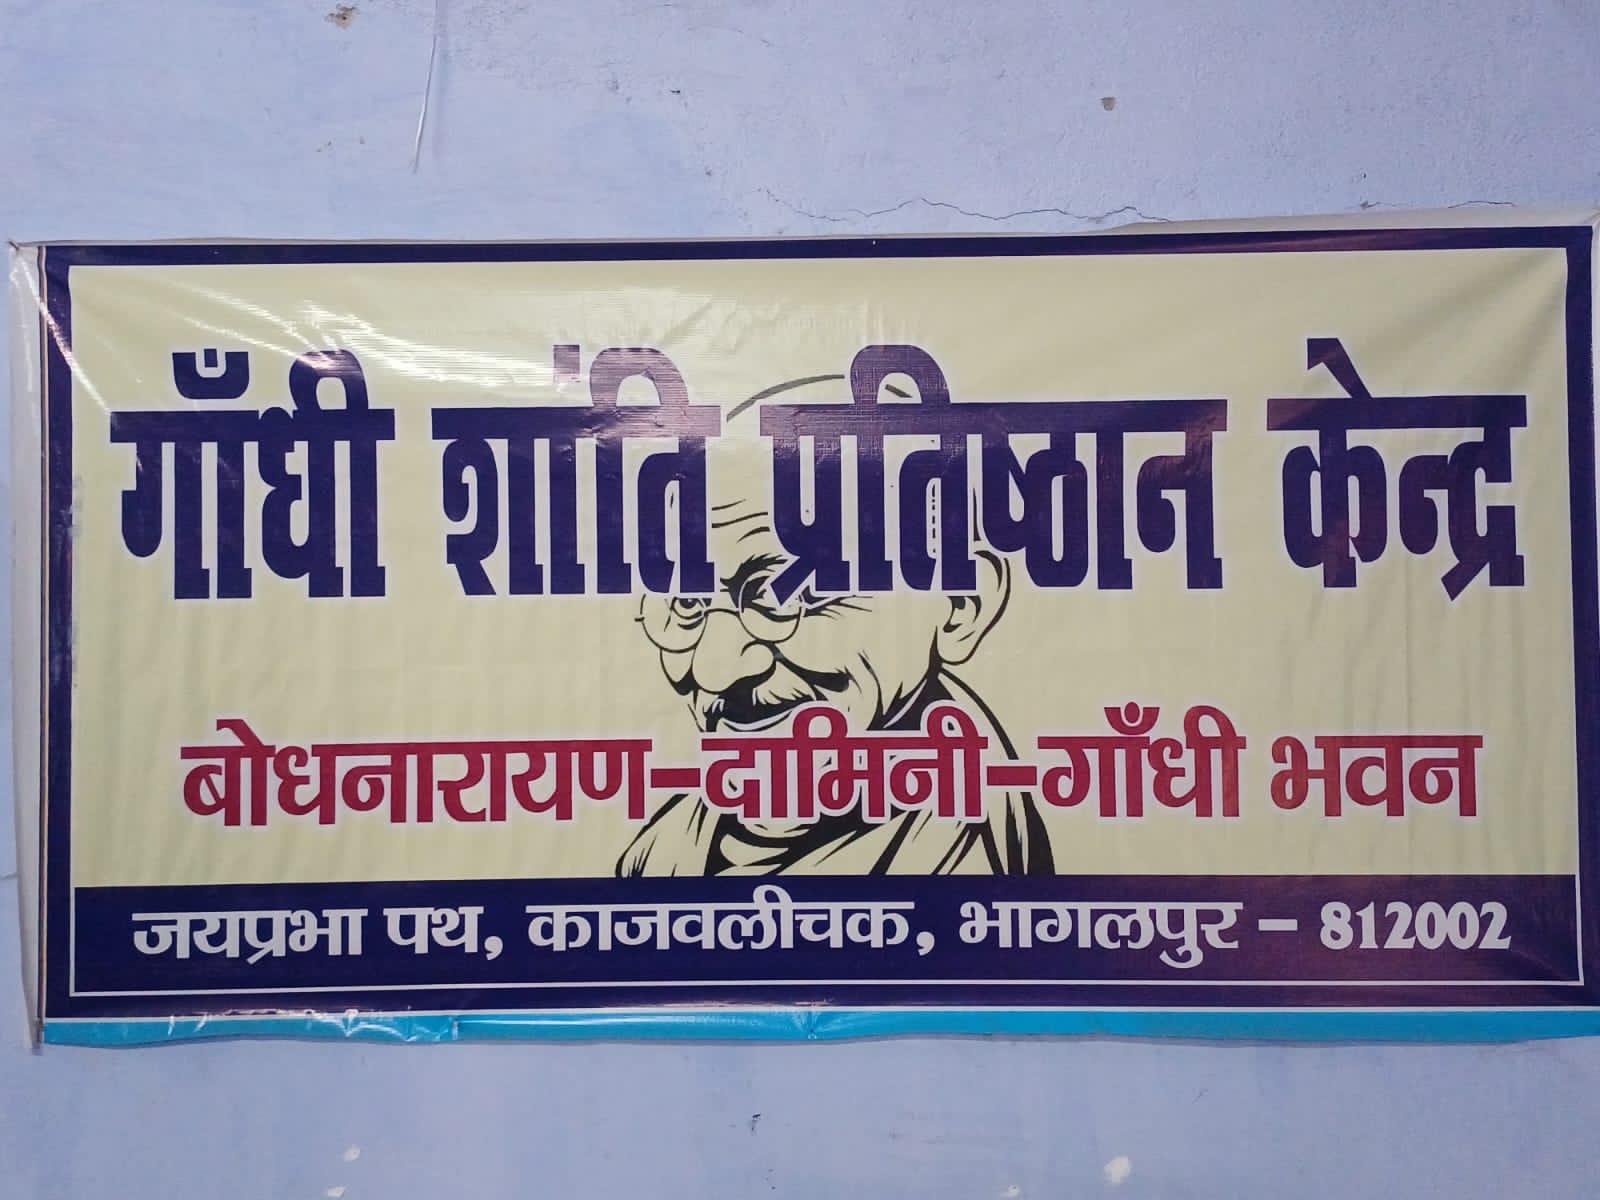 गाँधी शांति प्रतिष्ठान केन्द्र
बोधनारायण-दामिनी-गाँधी भवन
जयप्रभा पथ, काजवलीचक, भागलपुर - 812002